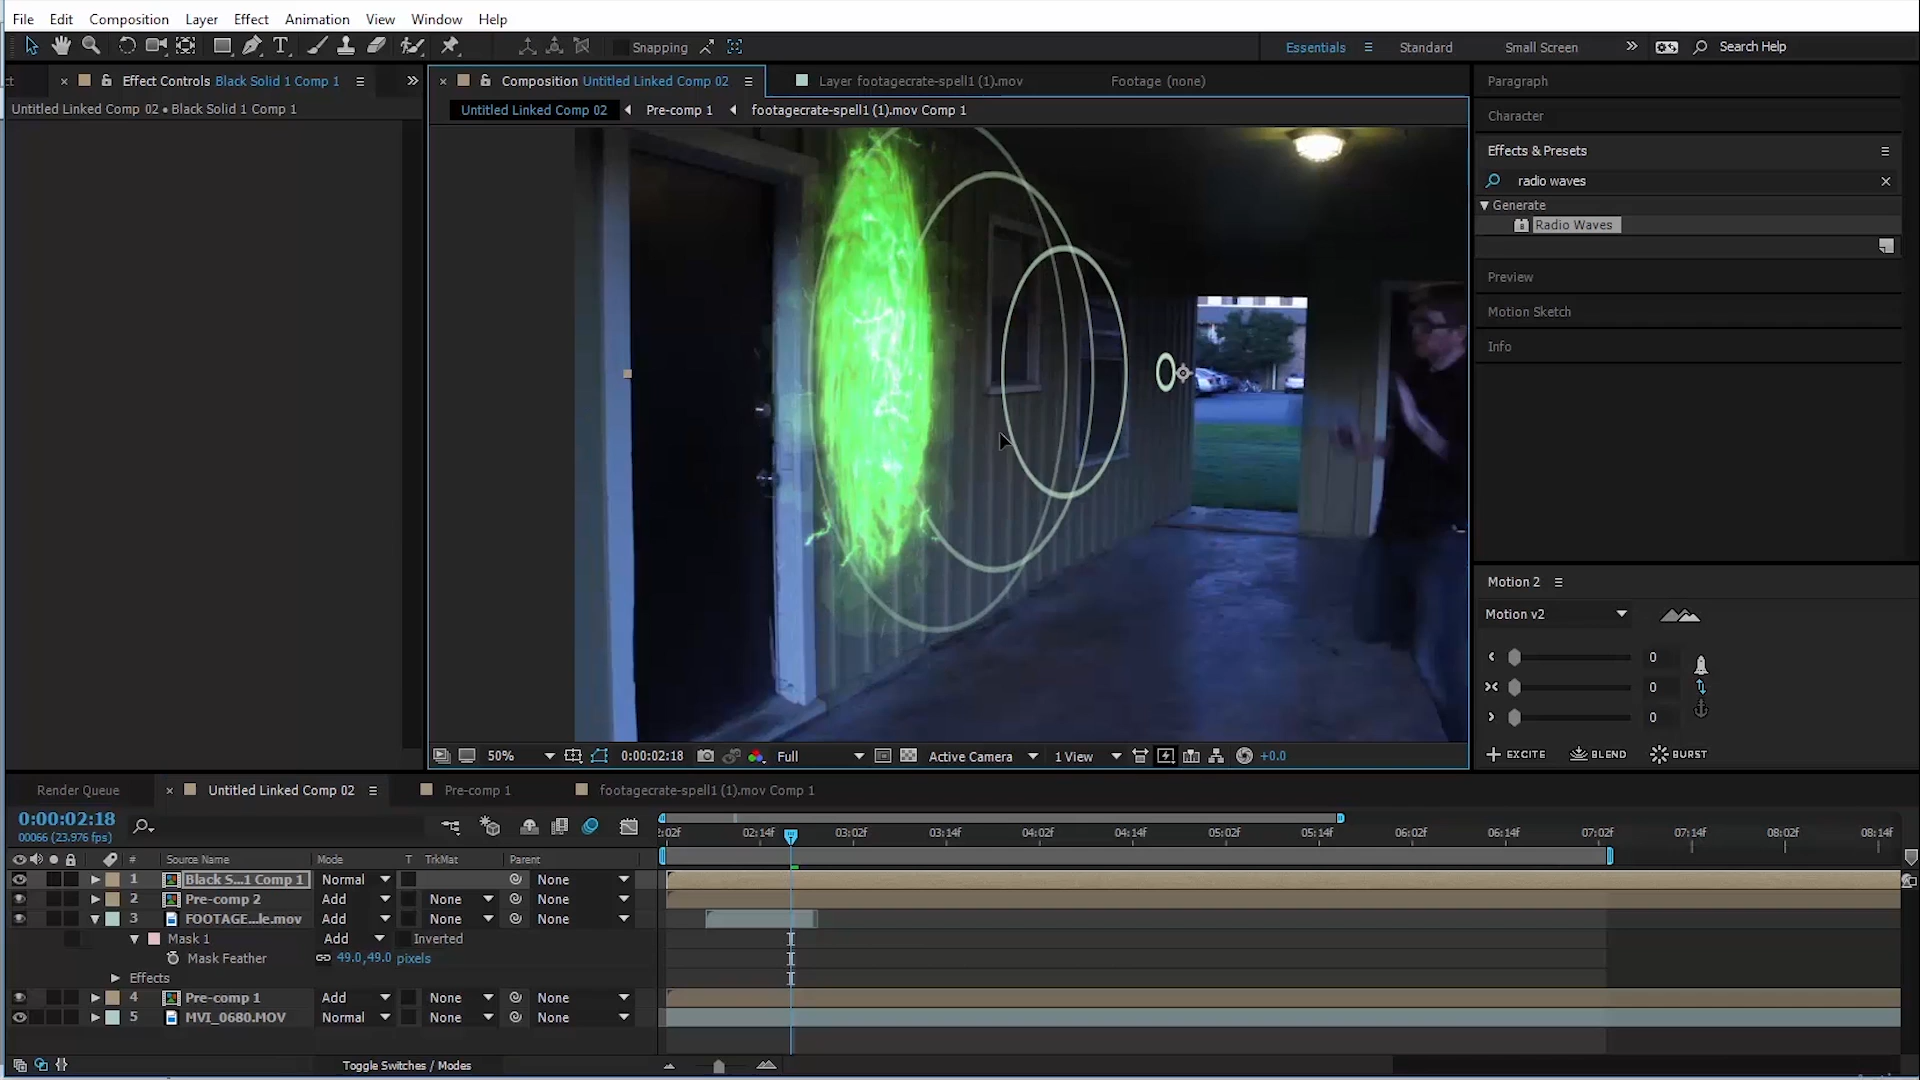 File Edit Composition Layer Effect Animation View Window Help
Snapping
Essentials
Standard
Small Screen
Search Help
Effect Controls Black Solid 1 Comp 1
Composition Untitled Linked Comp 02
Layer footagecrate-spell1 (1).mov
Footage (none)
Paragraph
Untitled Linked Comp 02 • Black Solid 1 Comp 1
Untitled Linked Comp 02
Pre-comp 1
footagecrate-spell1 (1).mov Comp 1
Character
Effects & Presets
radio waves
Generate
Radio Waves
Preview
Motion Sketch
Info
Motion 2
Motion v2
0
0
0
EXCITE BLEND BURST
50%
0:00:02:18
Full
Active Camera
1 View
+0.0
Render Queue
Untitled Linked Comp 02
Pre-comp 1
footagecrate-spell1 (1).mov Comp 1
0:00:02:18
00066 (23.976 fps)
:02f 02:14f 03:02f 03:14f 04:02f 04:14f 05:02f 05:14f 06:02f 06:14f 07:02f 07:14f 08:02f 08:14f
# Source Name Mode T TrkMat Parent
1 Black S...1 Comp 1 Normal None
2 Pre-comp 2 Add None None
3 FOOTAGE...le.mov Add None None
Mask 1 Add Inverted
Mask Feather 49.0,49.0 pixels
Effects
4 Pre-comp 1 Add None None
5 MVI_0680.MOV Normal None None
Toggle Switches / Modes